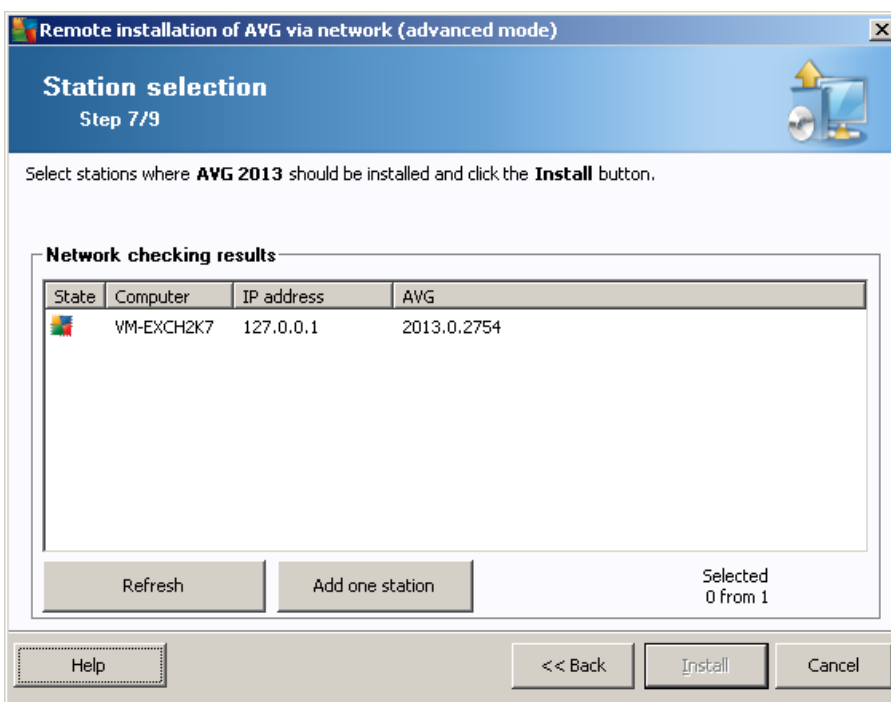 Remote installation of AVG via network (advanced mode)
Station selection
Step 7/9
Select stations where AVG 2013 should be installed and click the Install button.
Network checking results
State Computer IP address AVG
VM-EXCH2K7 127.0.0.1 2013.0.2754
Refresh Add one station Selected
0 from 1
Help << Back Install Cancel